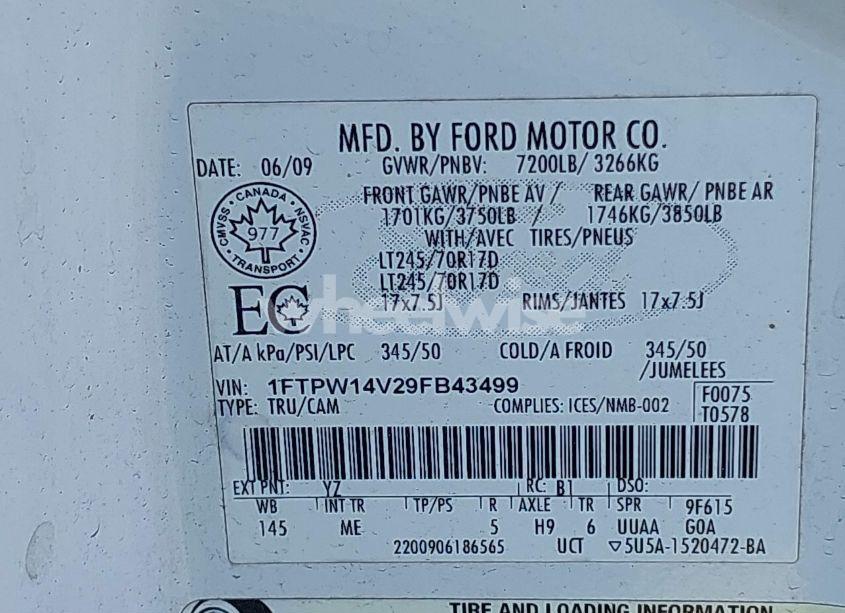 MFD. BY FORD MOTOR CO.
DATE: 06/09 GVWR/PNBV: 7200LB/ 3266KG
FRONT GAWR/PNBE AV / REAR GAWR/ PNBE AR
1701KG/3750LB / 1746KG/3850LB
WITH/AVEC TIRES/PNEUS
CANADA
CMVSS
NSVAC
977
TRANSPORT
LT245/70R17D
LT245/70R17D
EC 17x7.5J RIMS/JANTES 17x7.5J
wheelwise
AT/A kPa/PSI/LPC 345/50 COLD/A FROID 345/50
/JUMELEES
VIN: 1FTPW14V29FB43499
TYPE: TRU/CAM COMPLIES: ICES/NMB-002
F0075
T0578
EXT PNT: YZ RC: B1 DSO:
WB INT TR TP/PS R AXLE TR SPR 9F615
145 ME 5 H9 6 UUAA G0A
2200906186565 UCT ▽5U5A-1520472-BA
TIRE AND LOADING INFORMATION